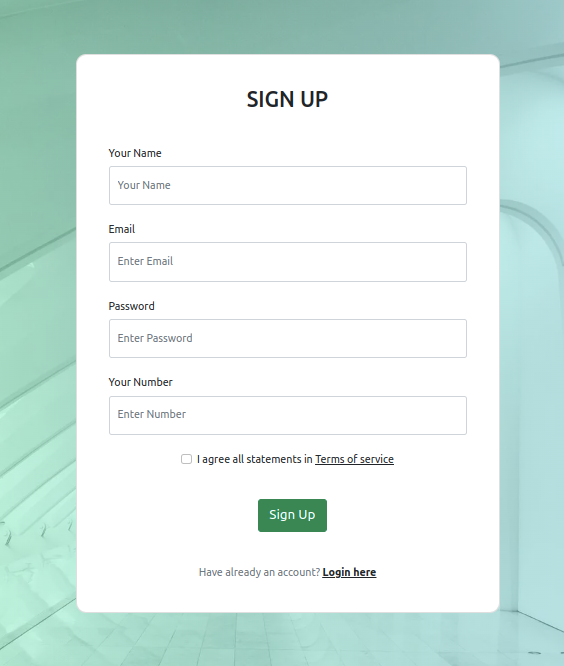 SIGN UP
Your Name
Your Name
Email
Enter Email
Password
Enter Password
Your Number
Enter Number
I agree all statements in Terms of service
Sign Up
Have already an account? Login here